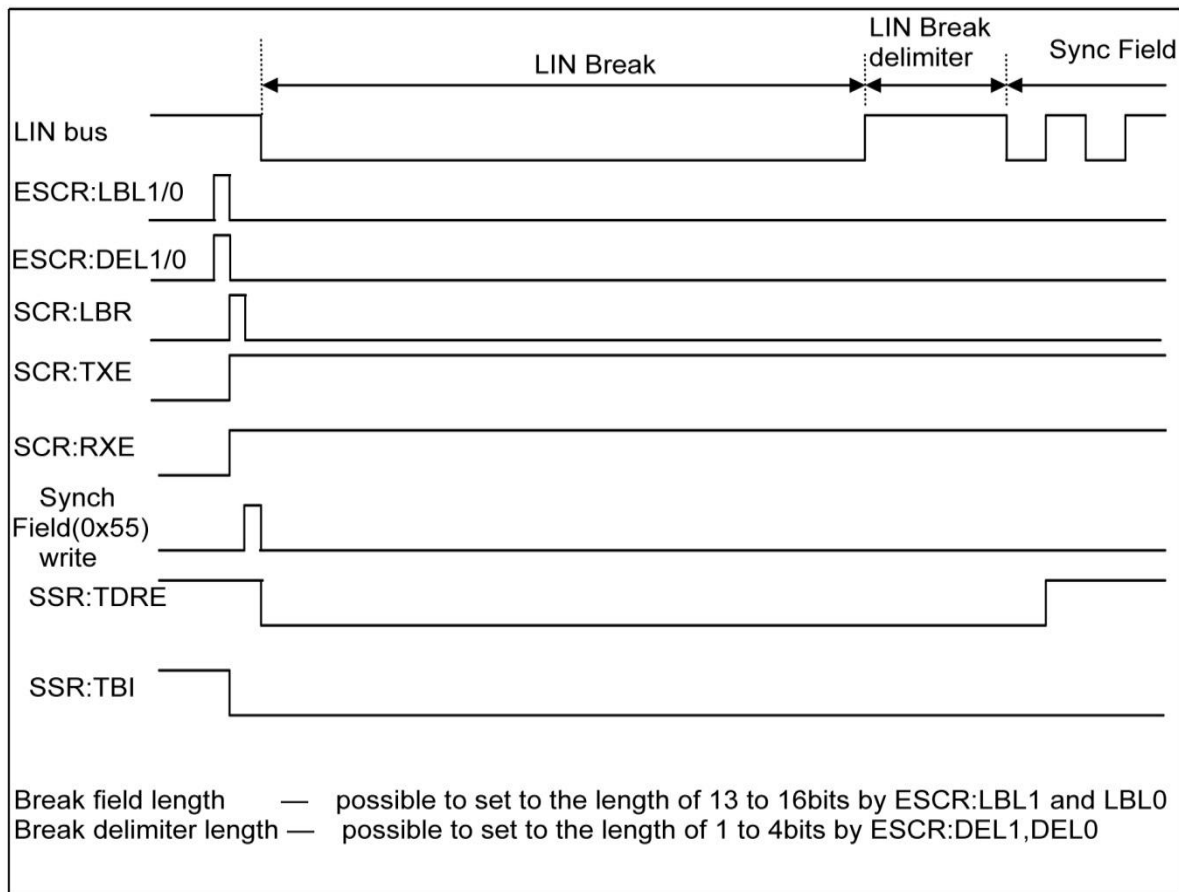 LIN Break
LIN Break
delimiter
Sync Field
LIN bus
ESCR:LBL1/0
ESCR:DEL1/0
SCR:LBR
SCR:TXE
SCR:RXE
Synch
Field(0x55)
write
SSR:TDRE
SSR:TBI
Break field length — possible to set to the length of 13 to 16bits by ESCR:LBL1 and LBL0
Break delimiter length — possible to set to the length of 1 to 4bits by ESCR:DEL1,DEL0